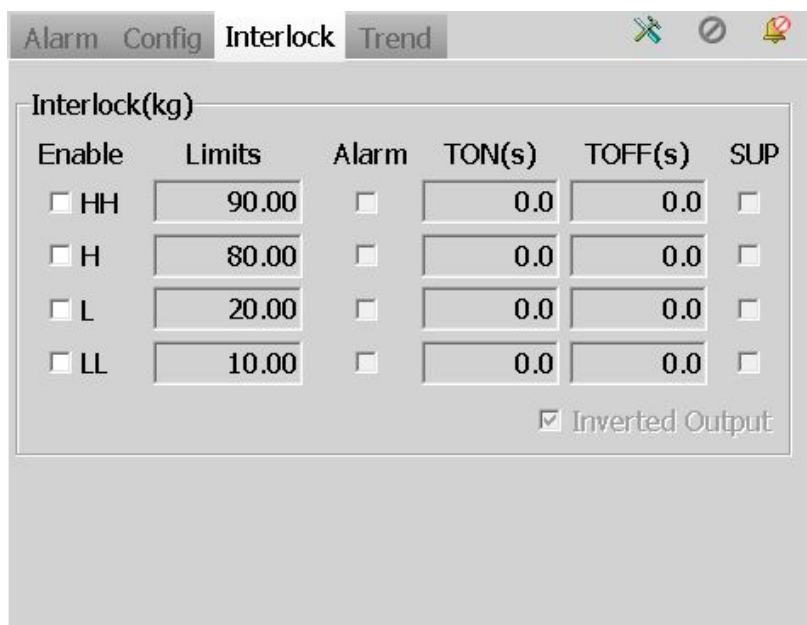 Alarm Config Interlock Trend
Interlock(kg)
Enable Limits Alarm TON(s) TOFF(s) SUP
HH 90.00 0.0 0.0
H 80.00 0.0 0.0
L 20.00 0.0 0.0
LL 10.00 0.0 0.0
Inverted Output